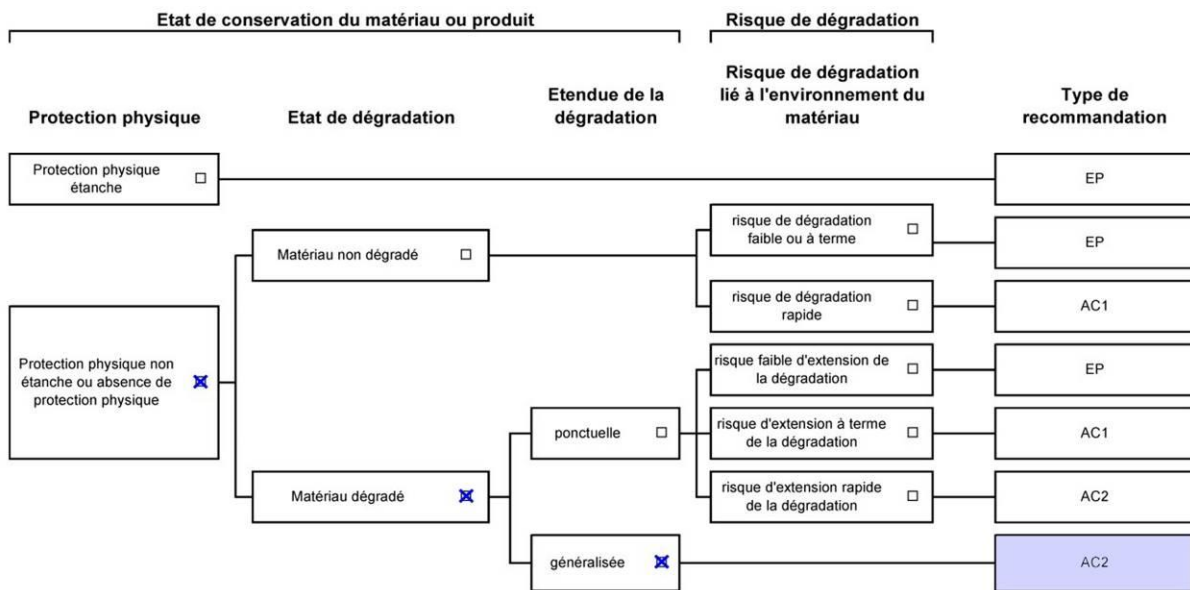 Etat de conservation du matériau ou produit
Risque de dégradation
Protection physique
Etat de dégradation
Etendue de la
dégradation
Risque de dégradation
lié à l'environnement du
matériau
Type de
recommandation
Protection physique
étanche
EP
risque de dégradation
faible ou à terme
EP
Matériau non dégradé
risque de dégradation
rapide
AC1
Protection physique non
étanche ou absence de
protection physique
risque faible d'extension de
la dégradation
EP
ponctuelle
risque d'extension à terme
de la dégradation
AC1
Matériau dégradé
risque d'extension rapide
de la dégradation
AC2
généralisée
AC2